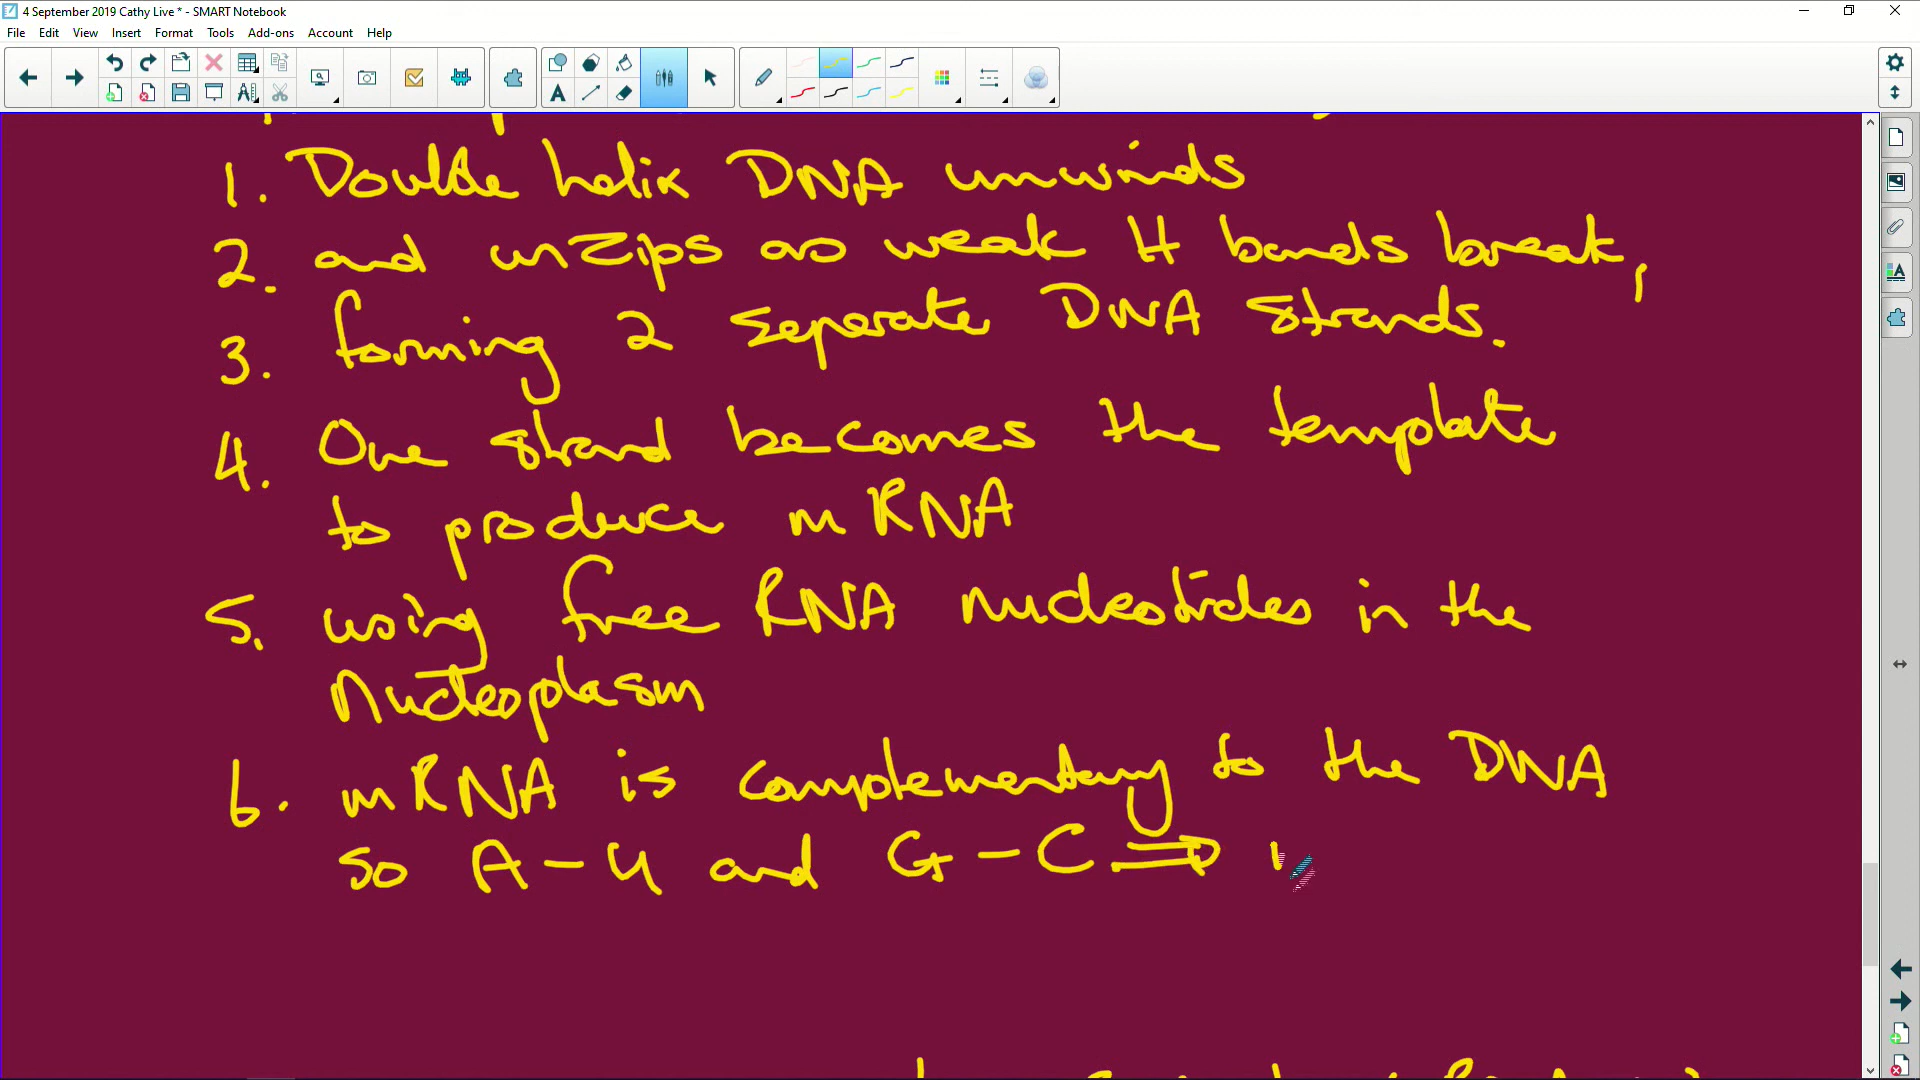 4 September 2019 Cathy Live * - SMART Notebook
File Edit View Insert Format Tools Add-ons Account Help
1. Double helix DNA unwinds
2. and unzips as weak H bonds break,
3. forming 2 seperate DNA strands.
4. One strand becomes the template
to produce mRNA
5. using free RNA nucleotides in the
Nucleoplasm
6. mRNA is complementary to the DNA
so A - U and G - C